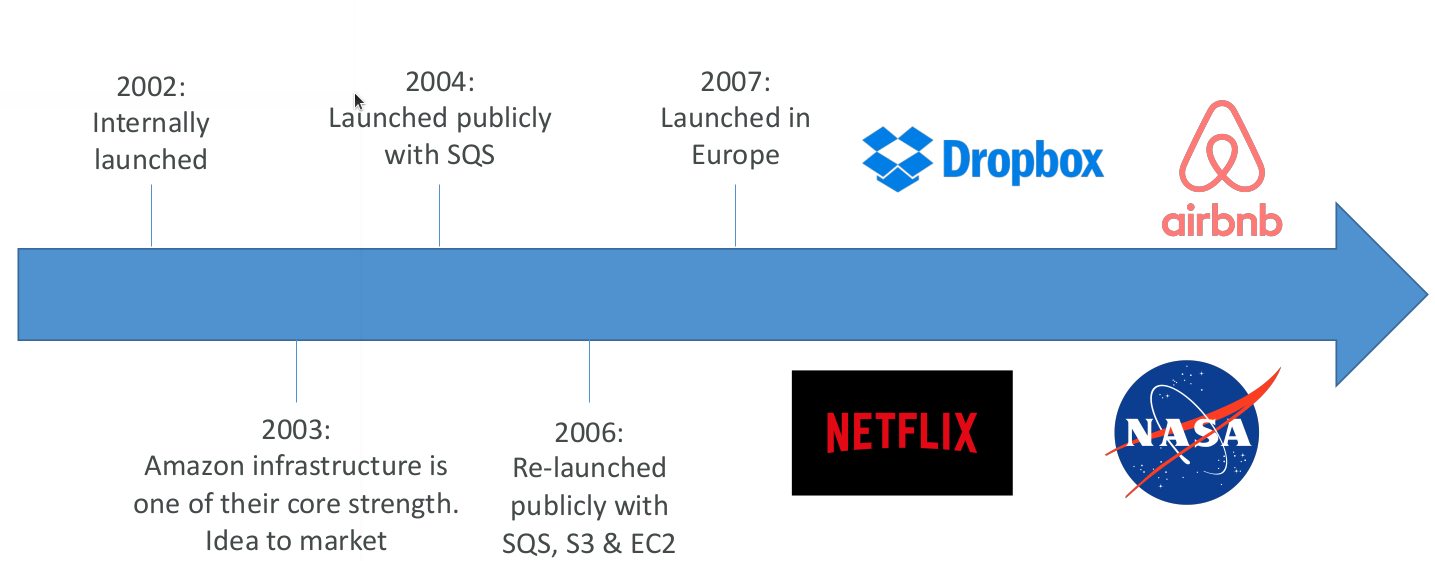 2002:
Internally
launched
2004:
Launched publicly
with SQS
2007:
Launched in
Europe
Dropbox
airbnb
2003:
Amazon infrastructure is
one of their core strength.
Idea to market
2006:
Re-launched
publicly with
SQS, S3 & EC2
NETFLIX
NASA